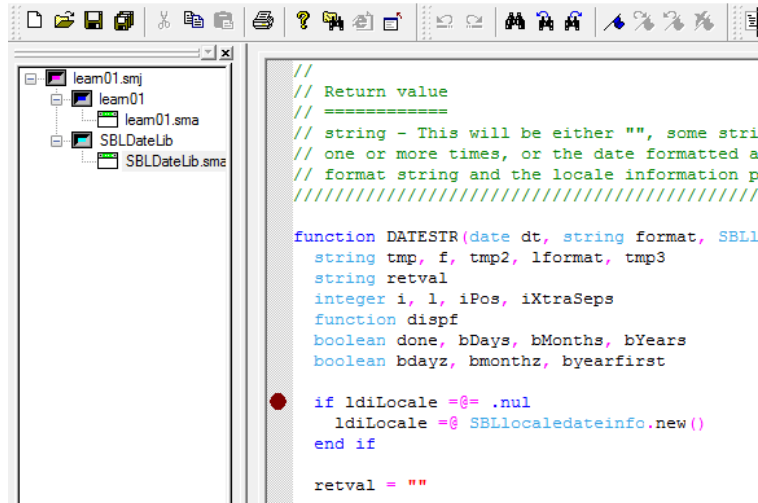 learn01.smj
learn01
learn01.sma
SBLDateLib
SBLDateLib.sma
//
// Return value
// ============
// string - This will be either "", some stri
// one or more times, or the date formatted a
// format string and the locale information p
/////////////////////////////////////////////
function DATESTR(date dt, string format, SBLl
string tmp, f, tmp2, lformat, tmp3
string retval
integer i, l, iPos, iXtraSeps
function dispf
boolean done, bDays, bMonths, bYears
boolean bdayz, bmonthz, byearfirst
if ldiLocale =@= .nul
ldiLocale =@ SBLlocaledateinfo.new()
end if
retval = ""